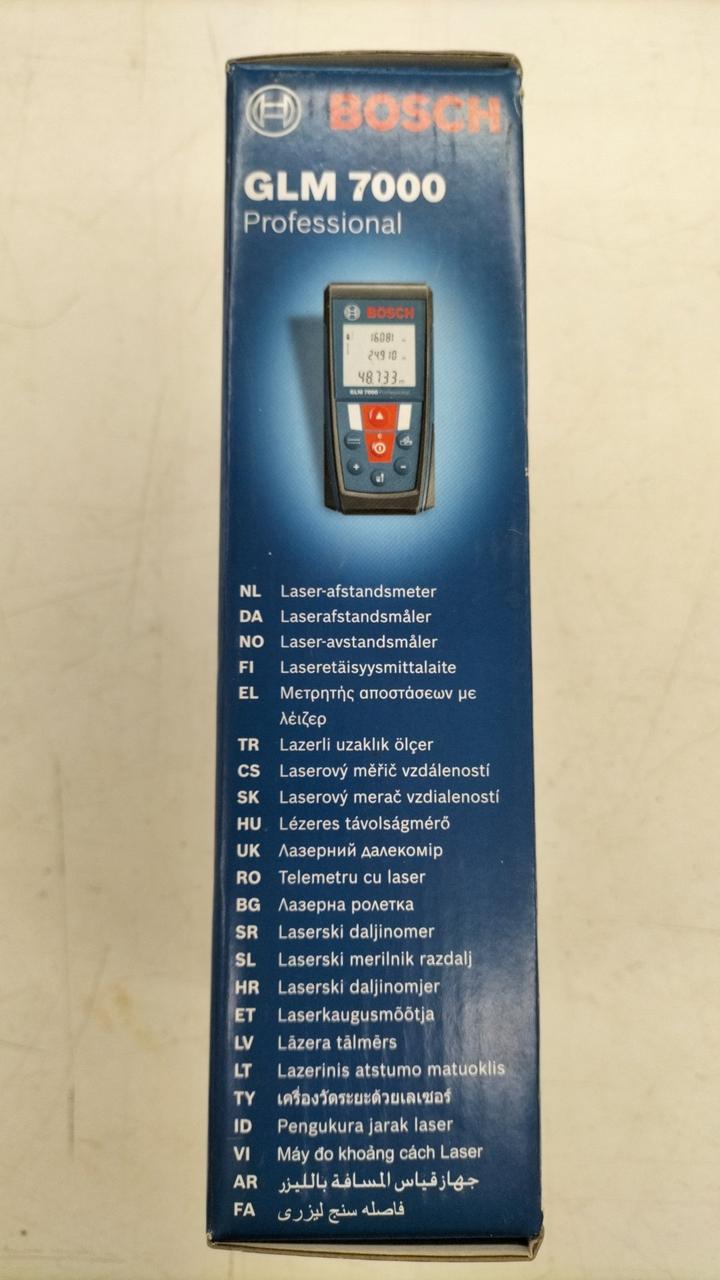 BOSCH
GLM 7000
Professional
BOSCH
16081
24.910
48.733 m
GLM 7000 Professional
NL Laser-afstandsmeter
DA Laserafstandsmåler
NO Laser-avstandsmåler
FI Laseretäisyysmittalaite
EL Μετρητής αποστάσεων με
λέιζερ
TR Lazerli uzaklık ölçer
CS Laserový měřič vzdáleností
SK Laserový merač vzdialeností
HU Lézeres távolságmérő
UK Лазерний далекомір
RO Telemetru cu laser
BG Лазерна ролетка
SR Laserski daljinomer
SL Laserski merilnik razdalj
HR Laserski daljinomjer
ET Laserkaugusmõõtja
LV Lāzera tālmērs
LT Lazerinis atstumo matuoklis
TY เครื่องวัดระยะด้วยเลเซอร์
ID Pengukura jarak laser
VI Máy đo khoảng cách Laser
AR جهاز قياس المسافة بالليزر
FA فاصله سنج لیزری